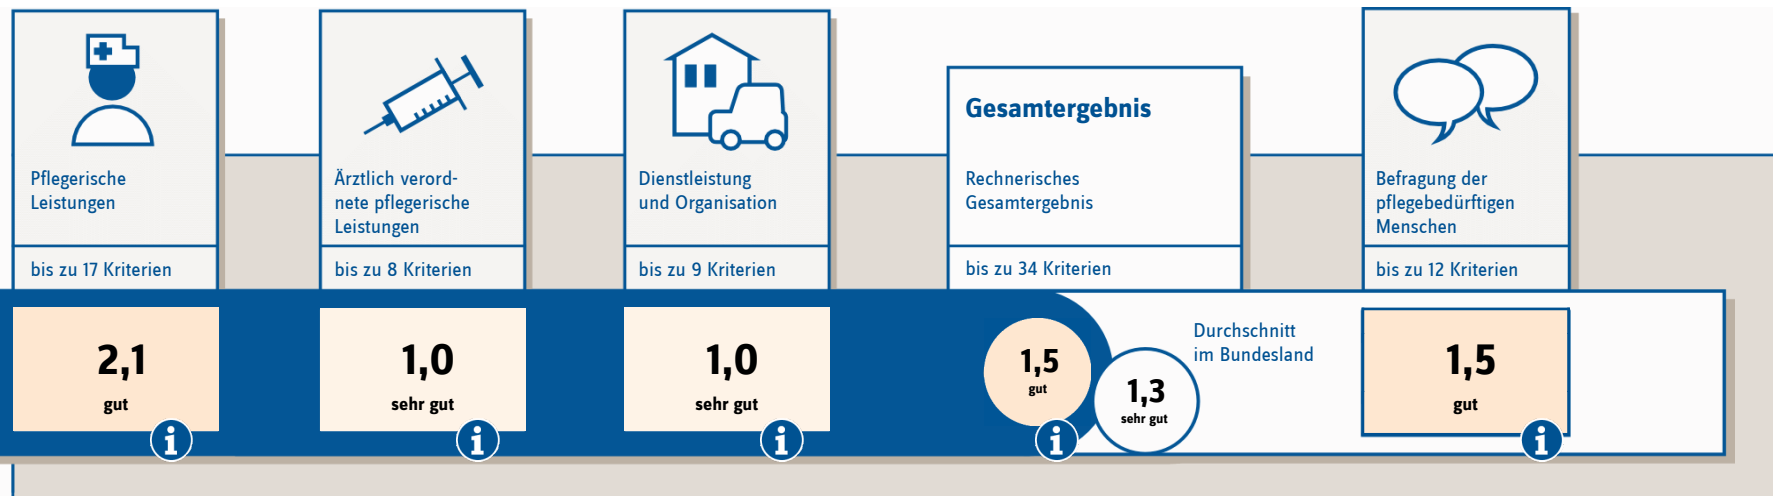 Pflegerische
Leistungen
bis zu 17 Kriterien
2,1
gut
i
Ärztlich verord-
nete pflegerische
Leistungen
bis zu 8 Kriterien
1,0
sehr gut
i
Dienstleistung
und Organisation
bis zu 9 Kriterien
1,0
sehr gut
i
Gesamtergebnis
Rechnerisches
Gesamtergebnis
bis zu 34 Kriterien
1,5
gut
i
Durchschnitt
im Bundesland
1,3
sehr gut
Befragung der
pflegebedürftigen
Menschen
bis zu 12 Kriterien
1,5
gut
i